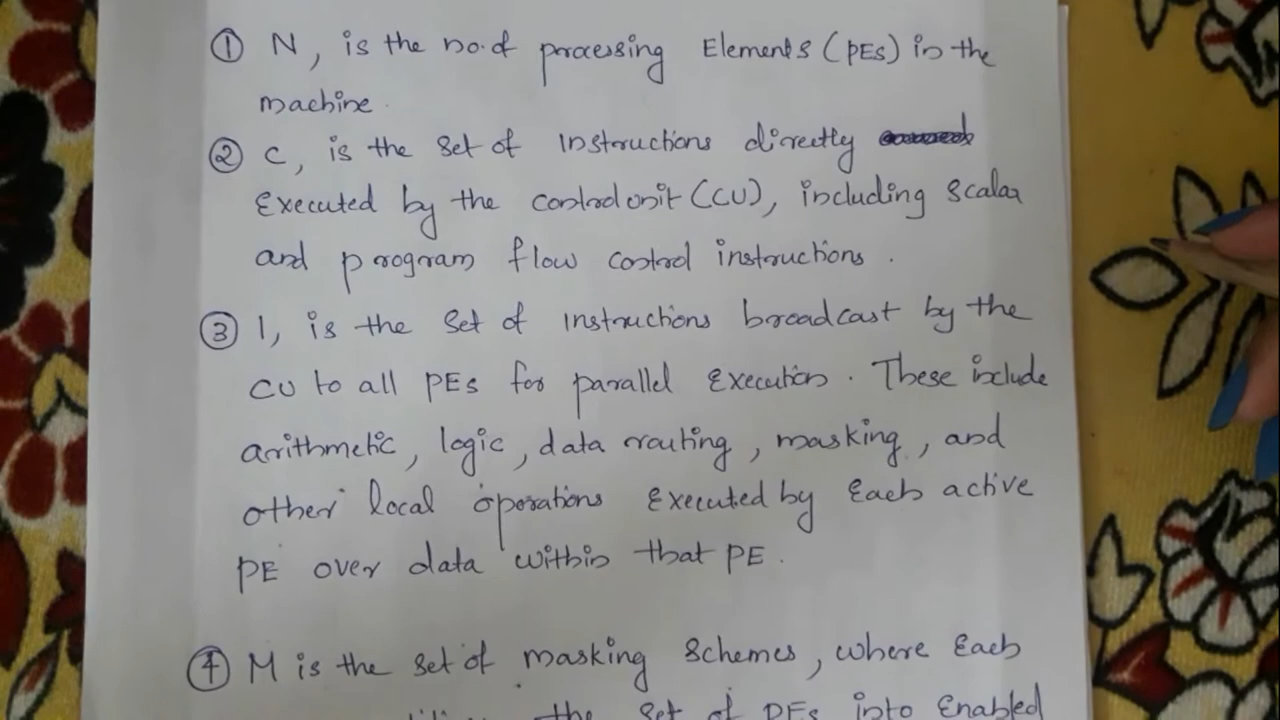 ① N, is the no. of processing Elements (PEs) in the
machine.
② C, is the set of instructions directly
Executed by the control unit (CU), including scalar
and program flow control instructions.
③ I, is the set of instructions broadcast by the
CU to all PEs for parallel Execution. These include
arithmetic, logic, data routing, masking, and
other local operations Executed by Each active
PE over data within that PE.
④ M is the set of masking schemes, where Each
the set of PEs into Enabled